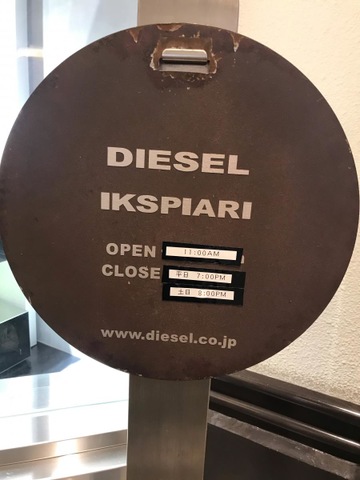 DIESEL
IKSPIARI
OPEN 11:00AM
CLOSE 平日 7:00PM
土日 8:00PM
www.diesel.co.jp